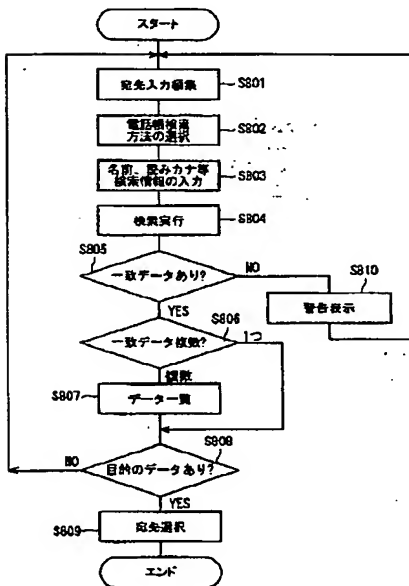 スタート
宛先入力編集
S801
電話帳検索
方法の選択
S802
名前、読みカナ等
検索情報の入力
S803
検索実行
S804
S805
一致データあり?
NO
S810
警告表示
YES
S806
一致データ複数?
1つ
複数
S807
データ一覧
S808
目的のデータあり?
NO
YES
S809
宛先選択
エンド